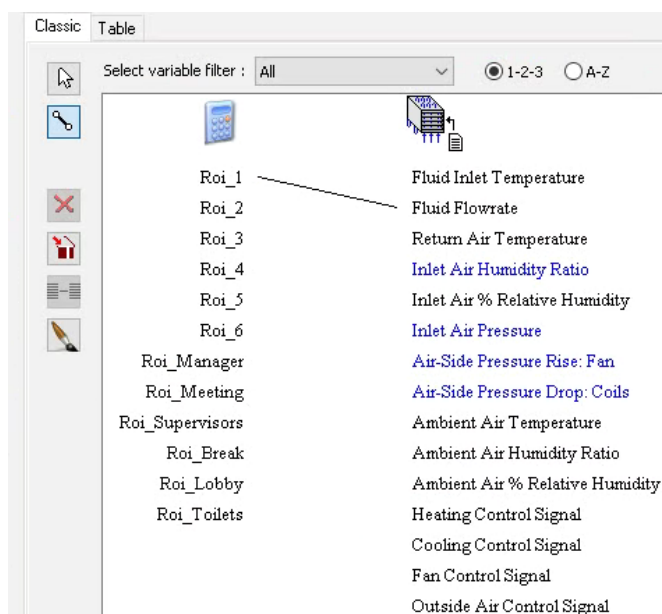 Classic Table
Select variable filter : All 1-2-3 A-Z
Roi_1 Fluid Inlet Temperature
Roi_2 Fluid Flowrate
Roi_3 Return Air Temperature
Roi_4 Inlet Air Humidity Ratio
Roi_5 Inlet Air % Relative Humidity
Roi_6 Inlet Air Pressure
Roi_Manager Air-Side Pressure Rise: Fan
Roi_Meeting Air-Side Pressure Drop: Coils
Roi_Supervisors Ambient Air Temperature
Roi_Break Ambient Air Humidity Ratio
Roi_Lobby Ambient Air % Relative Humidity
Roi_Toilets Heating Control Signal
Cooling Control Signal
Fan Control Signal
Outside Air Control Signal